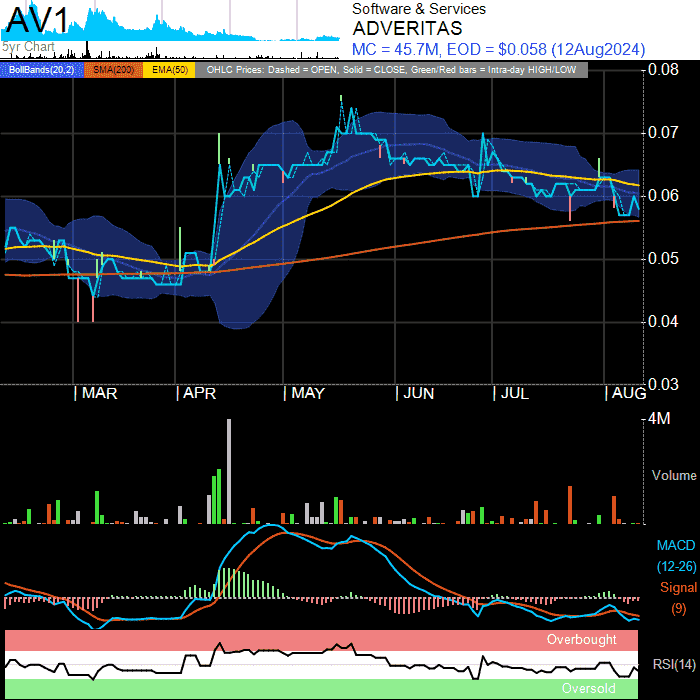 AV1
5yr Chart
Software & Services
ADVERITAS
MC = 45.7M, EOD = $0.058 (12Aug2024)
BollBands(20,2) SMA(200) EMA(50) OHLC Prices: Dashed = OPEN, Solid = CLOSE, Green/Red bars = Intra-day HIGH/LOW
0.08
0.07
0.06
0.05
0.04
0.03
| MAR | APR | MAY | JUN | JUL | AUG
4M
Volume
MACD
(12-26)
Signal
(9)
Overbought
RSI(14)
Oversold